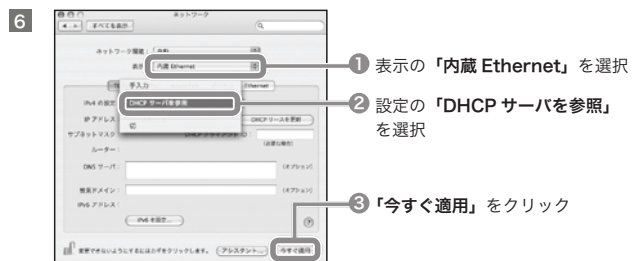 6
ネットワーク
すべてを表示
ネットワーク環境：自動
表示：内蔵 Ethernet
Ethernet
手入力
IPv4 の設定
DHCP サーバを参照
IP アドレス
DHCP リースを更新
切
サブネットマスク
DHCP クライアント ID：
(必要な場合)
ルーター：
DNS サーバ：
(オプション)
検索ドメイン：
(オプション)
IPv6 アドレス：
IPv6 を設定...
?
変更できないようにするにはカギをクリックします。
アシスタント...
今すぐ適用
1 表示の「内蔵 Ethernet」を選択
2 設定の「DHCP サーバを参照」
を選択
3「今すぐ適用」をクリック